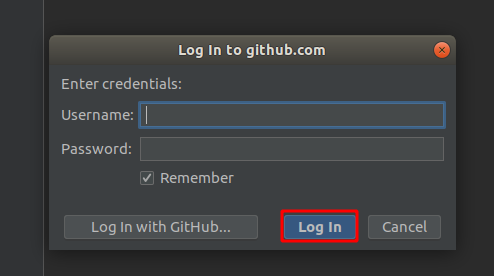 Log In to github.com
Enter credentials:
Username:
Password:
Remember
Log In with GitHub... Log In Cancel